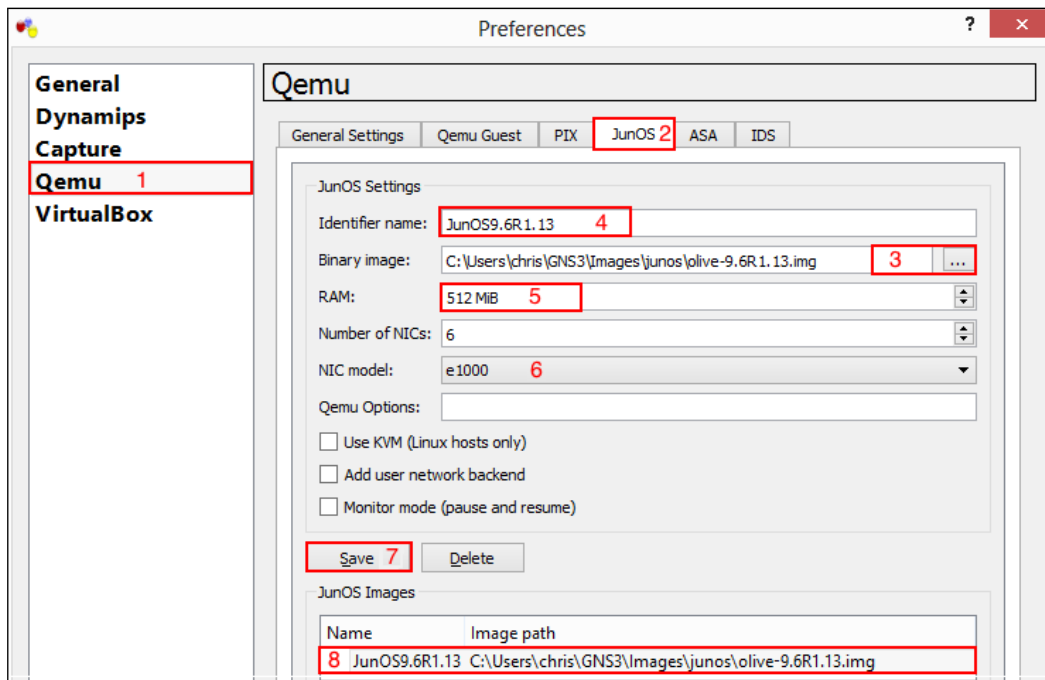 Preferences
?
×
General
Dynamips
Capture
Qemu 1
VirtualBox
Qemu
General Settings
Qemu Guest
PIX
JunOS 2
ASA
IDS
JunOS Settings
Identifier name: JunOS9.6R1.13 4
Binary image: C:\Users\chris\GNS3\Images\junos\olive-9.6R1.13.img 3 ...
RAM: 512 MiB 5
Number of NICs: 6
NIC model: e1000 6
Qemu Options:
Use KVM (Linux hosts only)
Add user network backend
Monitor mode (pause and resume)
Save 7
Delete
JunOS Images
Name Image path
8 JunOS9.6R1.13 C:\Users\chris\GNS3\Images\junos\olive-9.6R1.13.img